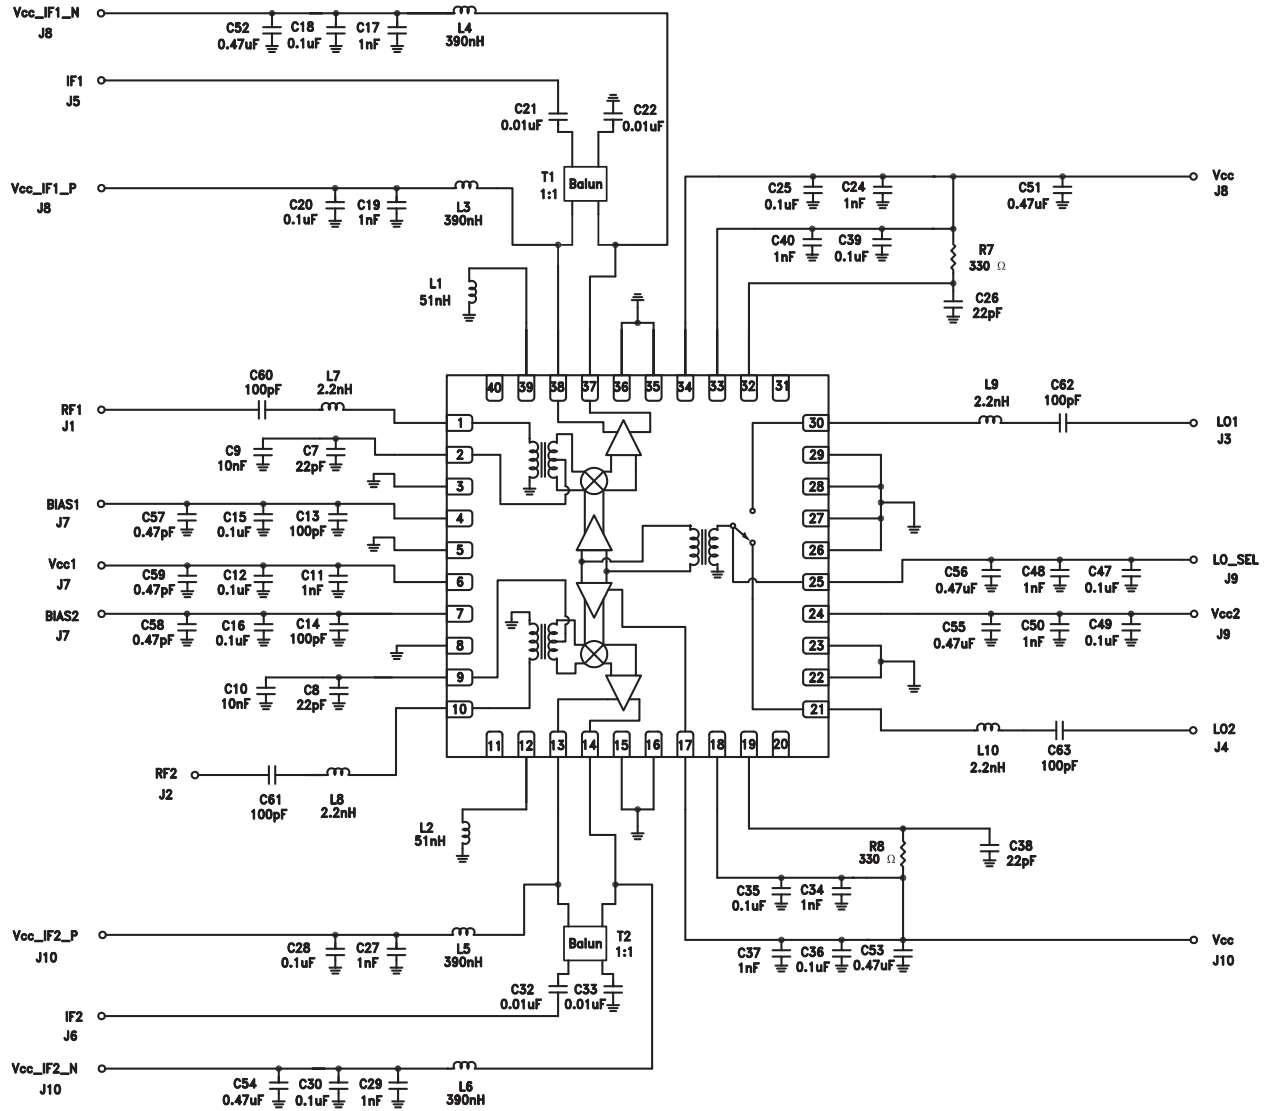 Vcc_IF1_N
J8
C52
0.47uF
C18
0.1uF
C17
1nF
L4
390nH
IF1
J5
C21
0.01uF
C22
0.01uF
T1
1:1
Balun
Vcc_IF1_P
J8
C20
0.1uF
C19
1nF
L3
390nH
L1
51nH
C25
0.1uF
C24
1nF
C51
0.47uF
Vcc
J8
C40
1nF
C39
0.1uF
R7
330 Ω
C26
22pF
40
39
38
37
36
35
34
33
32
31
RF1
J1
C60
100pF
L7
2.2nH
C9
10nF
C7
22pF
BIAS1
J7
C57
0.47pF
C15
0.1uF
C13
100pF
Vcc1
J7
C59
0.47pF
C12
0.1uF
C11
1nF
BIAS2
J7
C58
0.47pF
C16
0.1uF
C14
100pF
C10
10nF
C8
22pF
RF2
J2
C61
100pF
L8
2.2nH
1
2
3
4
5
6
7
8
9
10
30
29
28
27
26
25
24
23
22
21
L9
2.2nH
C62
100pF
LO1
J3
C56
0.47uF
C48
1nF
C47
0.1uF
LO_SEL
J9
C55
0.47uF
C50
1nF
C49
0.1uF
Vcc2
J9
L10
2.2nH
C63
100pF
LO2
J4
11
12
13
14
15
16
17
18
19
20
L2
51nH
R8
330 Ω
C38
22pF
C35
0.1uF
C34
1nF
C37
1nF
C36
0.1uF
C53
0.47uF
Vcc
J10
Vcc_IF2_P
J10
C28
0.1uF
C27
1nF
L5
390nH
Balun
T2
1:1
C32
0.01uF
C33
0.01uF
IF2
J6
Vcc_IF2_N
J10
C54
0.47uF
C30
0.1uF
C29
1nF
L6
390nH